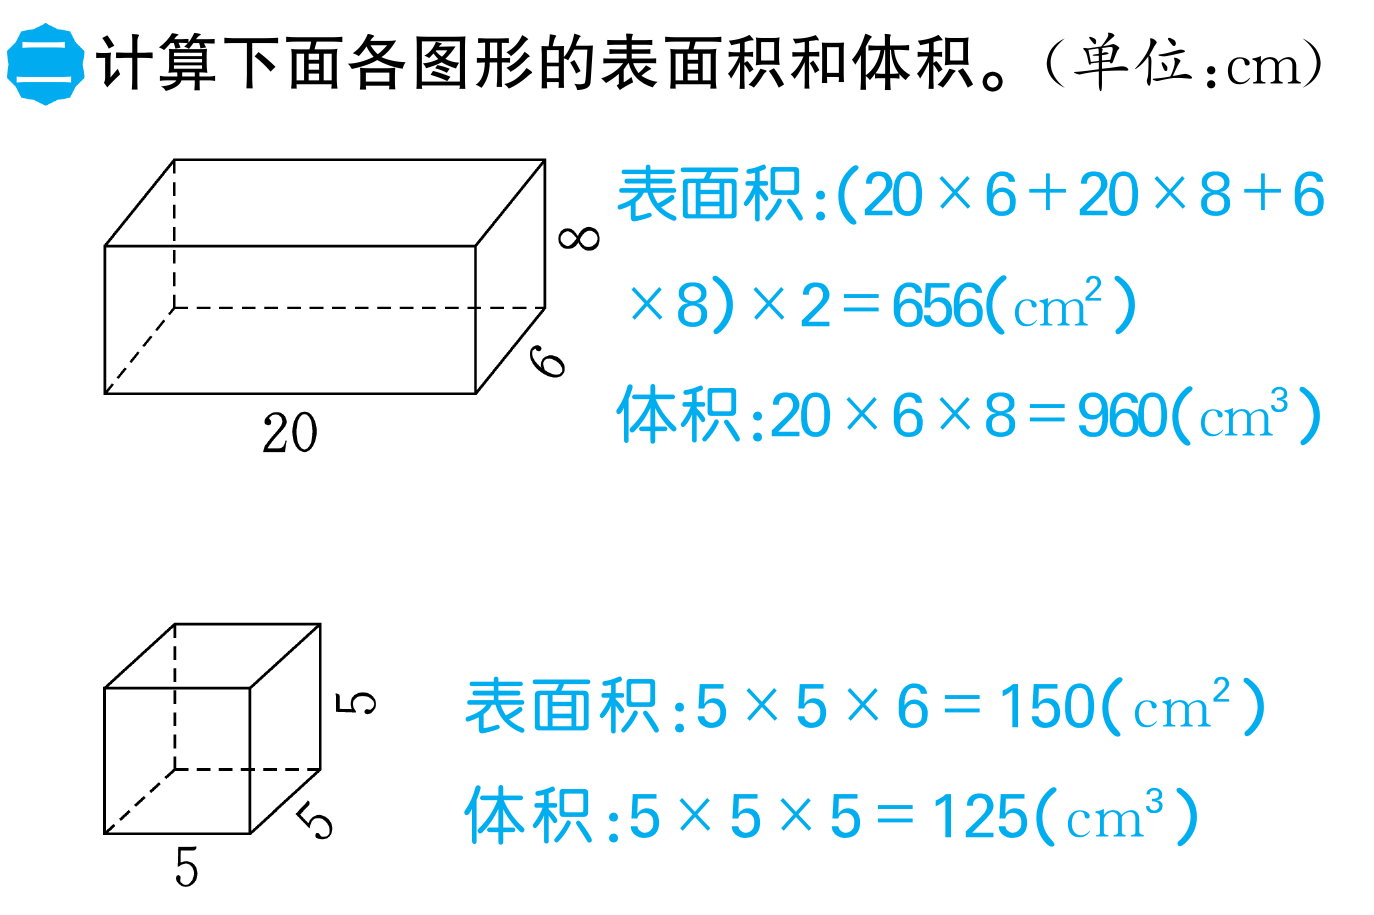 二 计算下面各图形的表面积和体积。(单位:cm)
表面积:(20×6+20×8+6
8
×8)×2=656(cm²)
6
体积:20×6×8=960(cm³)
20
5
表面积:5×5×6=150(cm²)
体积:5×5×5=125(cm³)
5
5